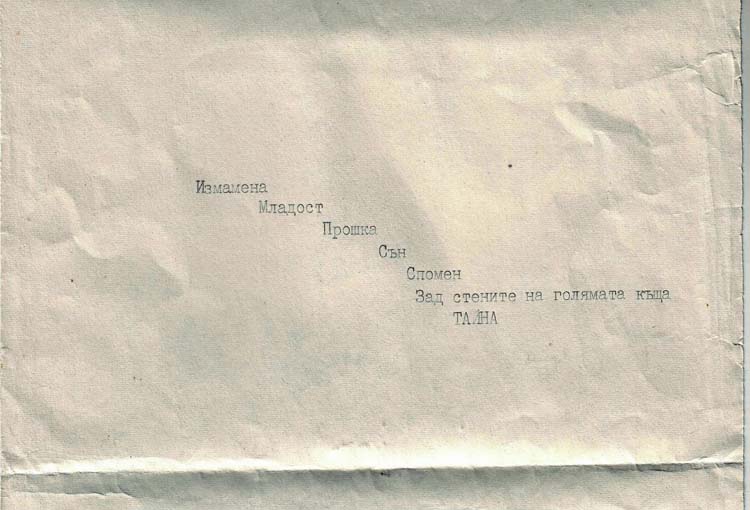 Измамена
Младост
Прошка
Сън
Спомен
Зад стените на голямата къща
ТАЙНА